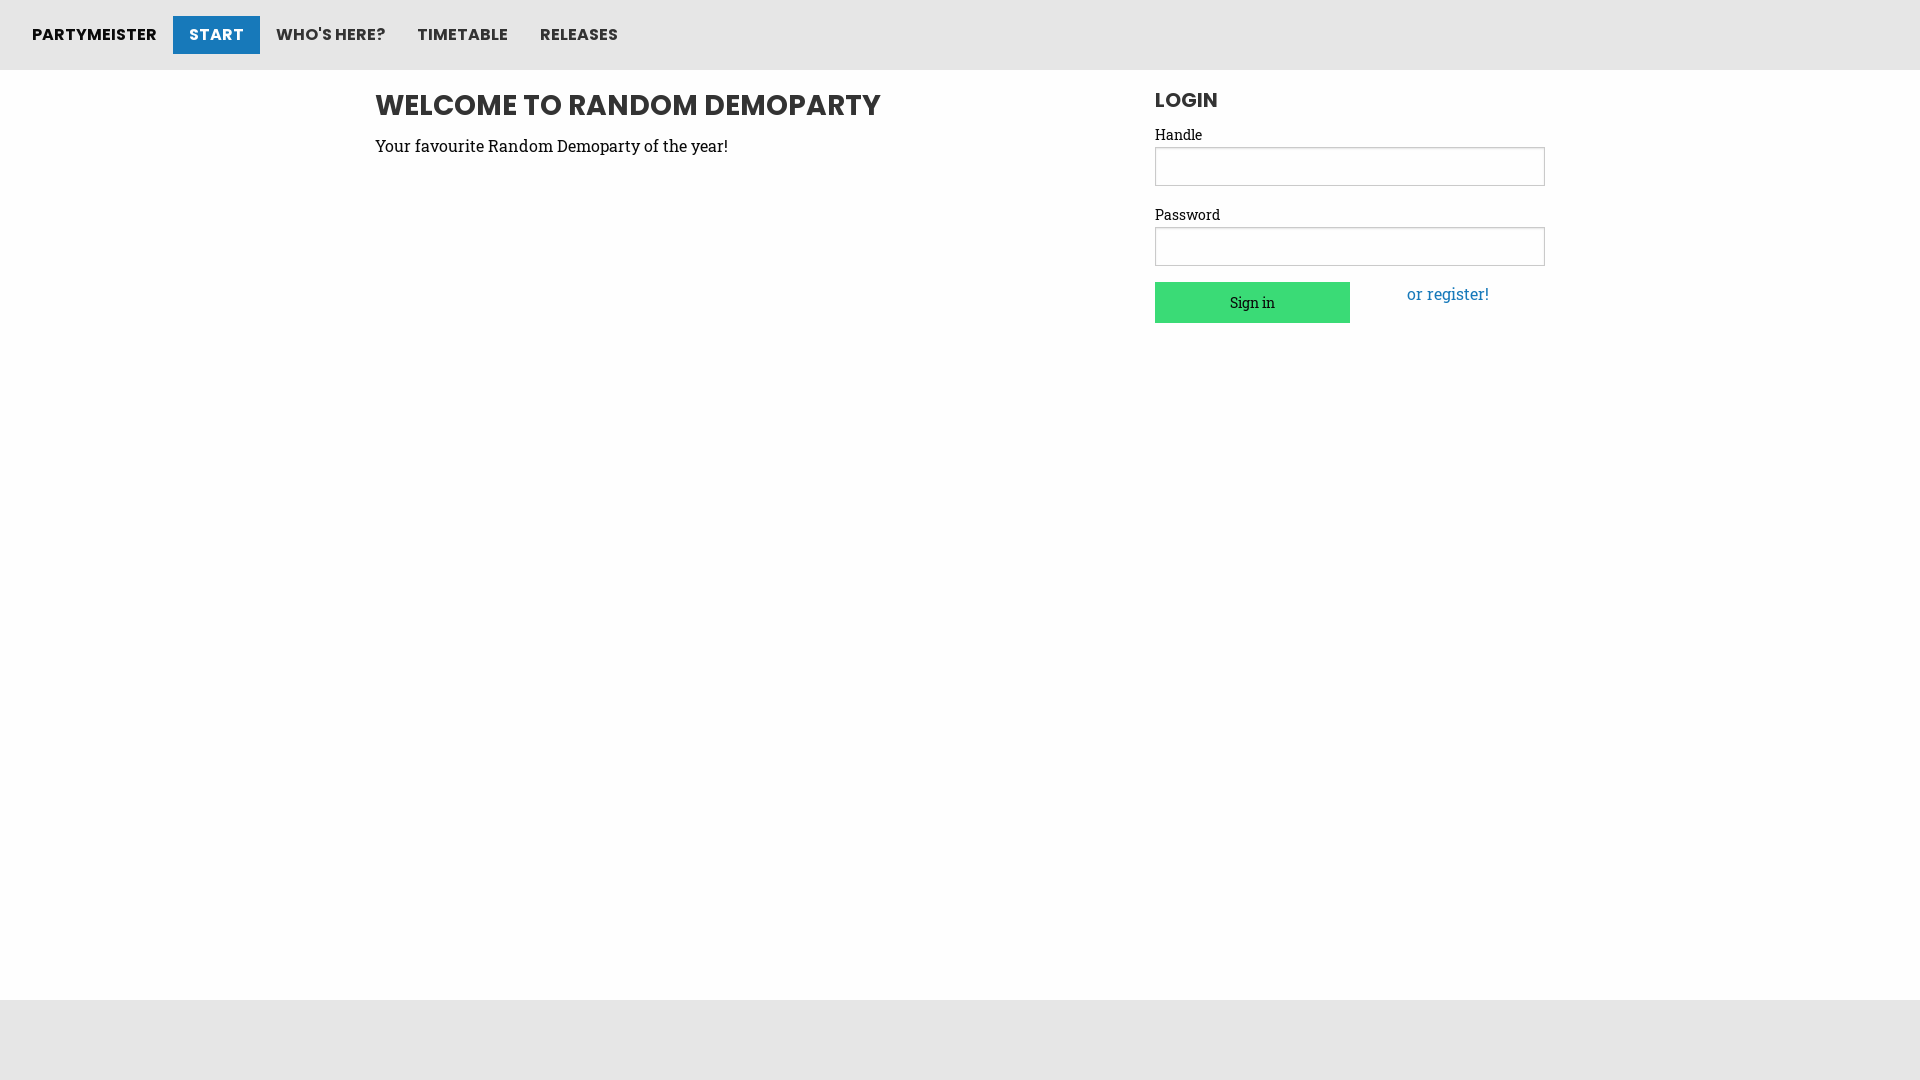 PARTYMEISTER START WHO'S HERE? TIMETABLE RELEASES
WELCOME TO RANDOM DEMOPARTY
Your favourite Random Demoparty of the year!
LOGIN
Handle
Password
Sign in
or register!